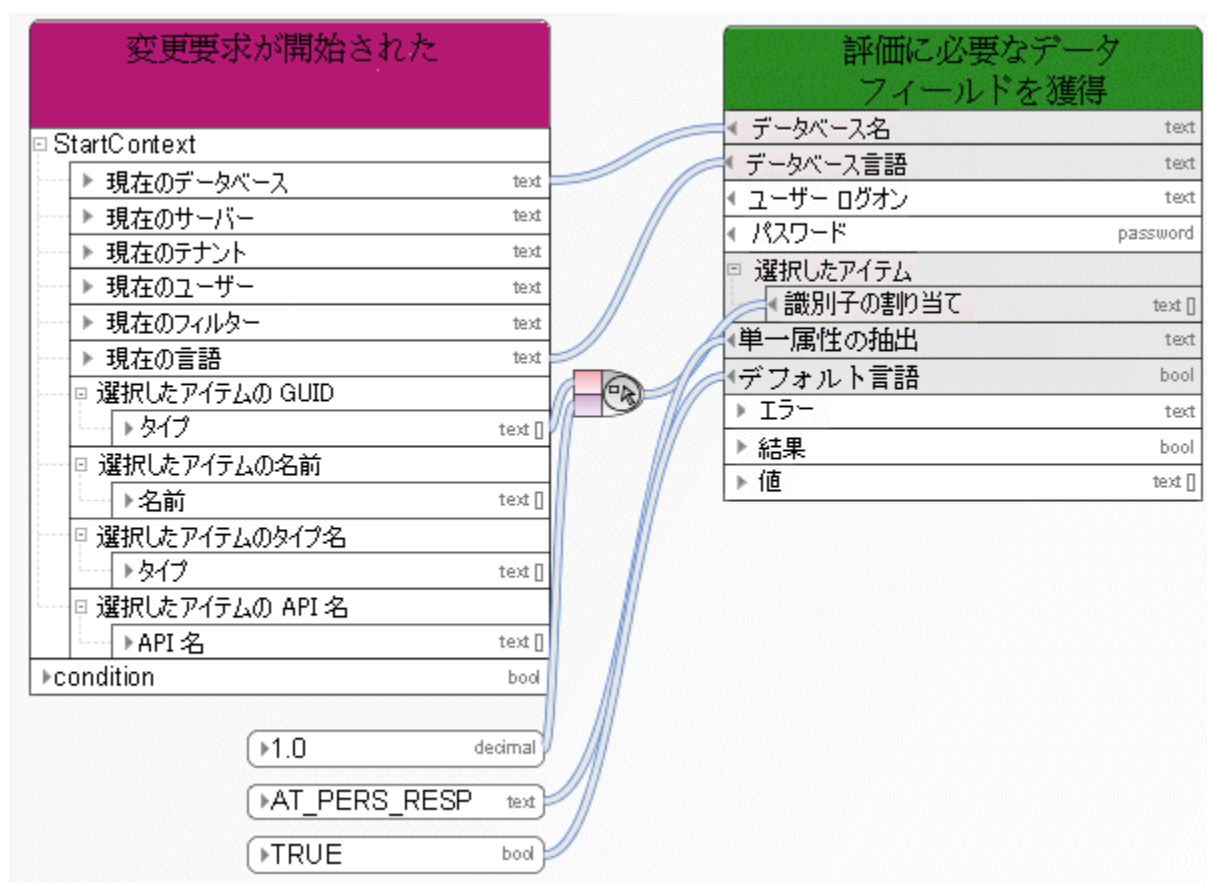 変更要求が開始された
StartContext
現在のデータベース text
現在のサーバー text
現在のテナント text
現在のユーザー text
現在のフィルター text
現在の言語 text
選択したアイテムの GUID
タイプ text []
選択したアイテムの名前
名前 text []
選択したアイテムのタイプ名
タイプ text []
選択したアイテムの API 名
API 名 text []
condition bool
1.0 decimal
AT_PERS_RESP text
TRUE bool
評価に必要なデータ
フィールドを獲得
データベース名 text
データベース言語 text
ユーザー ログオン text
パスワード password
選択したアイテム
識別子の割り当て text []
単一属性の抽出 text
デフォルト言語 bool
エラー text
結果 bool
値 text []